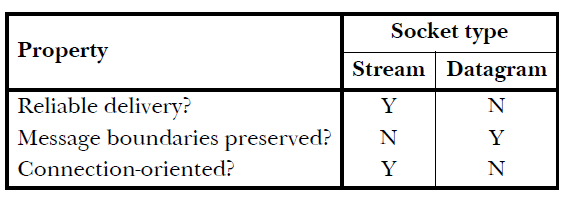 Property Socket type
Stream Datagram
Reliable delivery? Y N
Message boundaries preserved? N Y
Connection-oriented? Y N